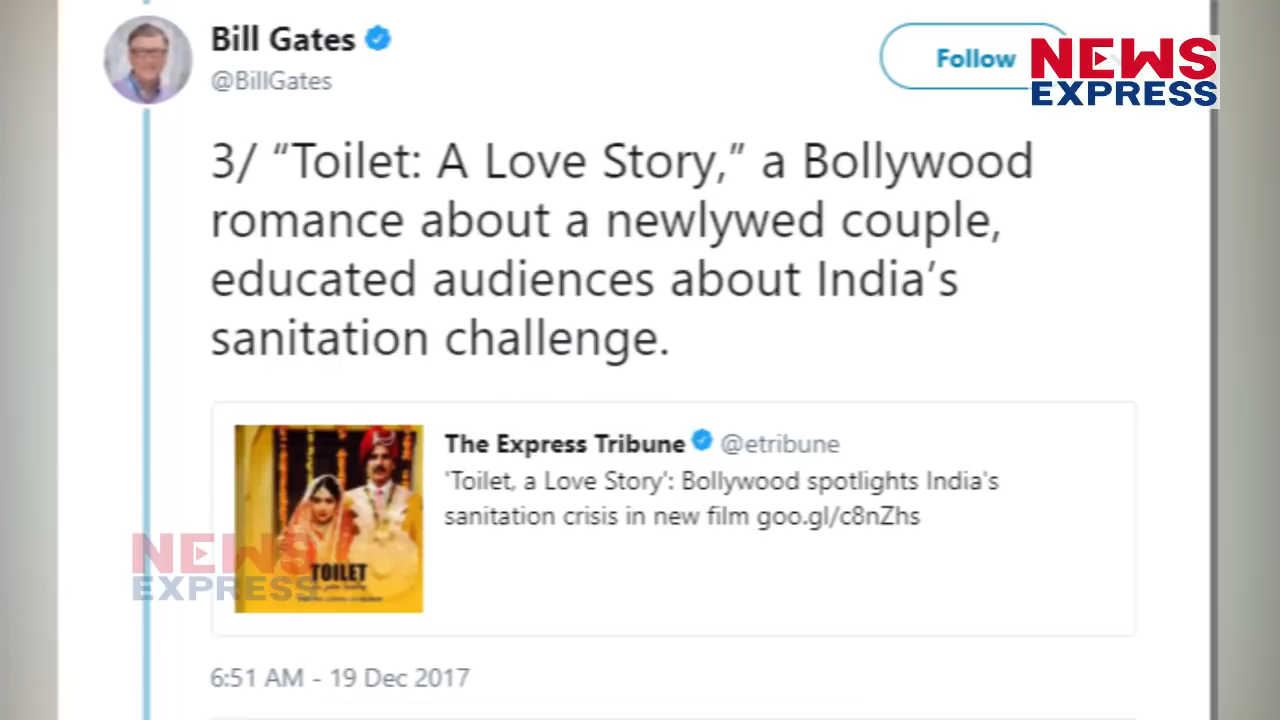 Bill Gates
@BillGates
Follow
NEWS
EXPRESS
3/ “Toilet: A Love Story,” a Bollywood
romance about a newlywed couple,
educated audiences about India’s
sanitation challenge.
The Express Tribune @etribune
'Toilet, a Love Story': Bollywood spotlights India's
sanitation crisis in new film goo.gl/c8nZhs
TOILET
NEWS
EXPRESS
6:51 AM - 19 Dec 2017